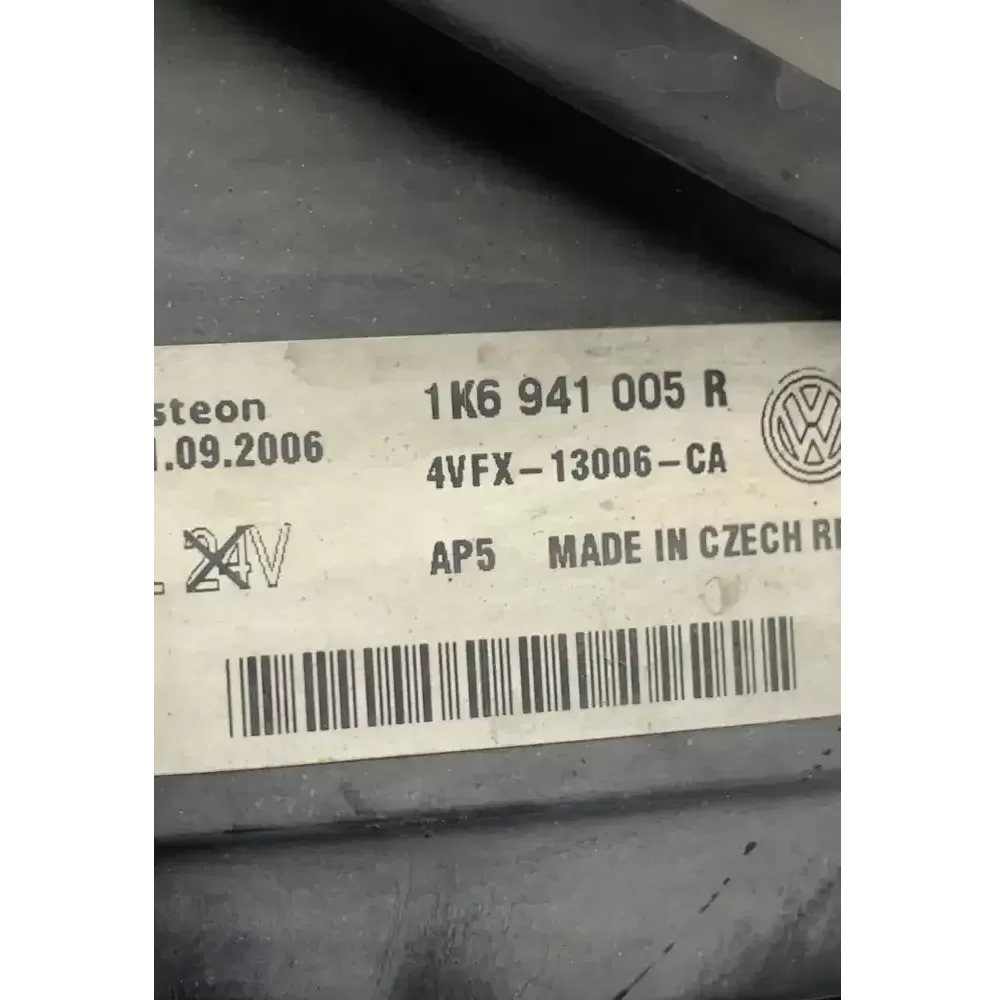 steon
1K6 941 005 R
.09.2006
4VFX-13006-CA
24V
AP5 MADE IN CZECH